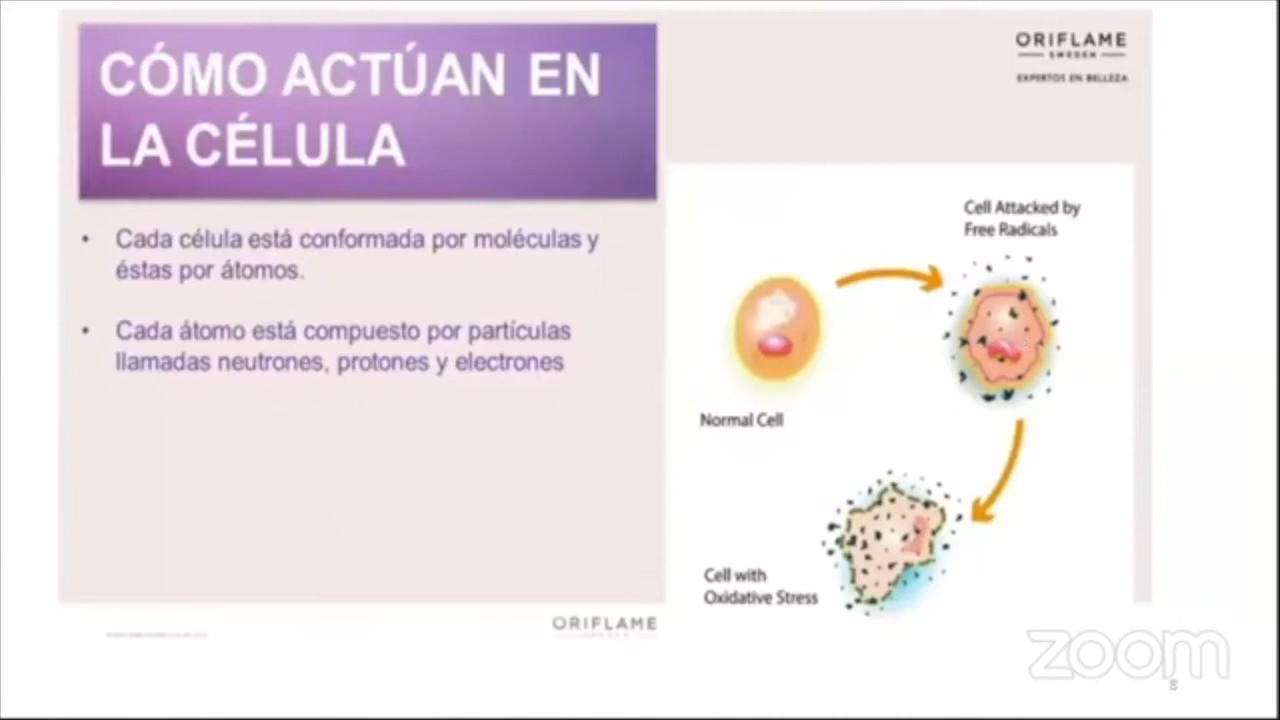 CÓMO ACTÚAN EN
LA CÉLULA
ORIFLAME
SWEDEN
EXPERTOS EN BELLEZA
• Cada célula está conformada por moléculas y
éstas por átomos.
• Cada átomo está compuesto por partículas
llamadas neutrones, protones y electrones
Cell Attacked by
Free Radicals
Normal Cell
Cell with
Oxidative Stress
ORIFLAME
zoom
8